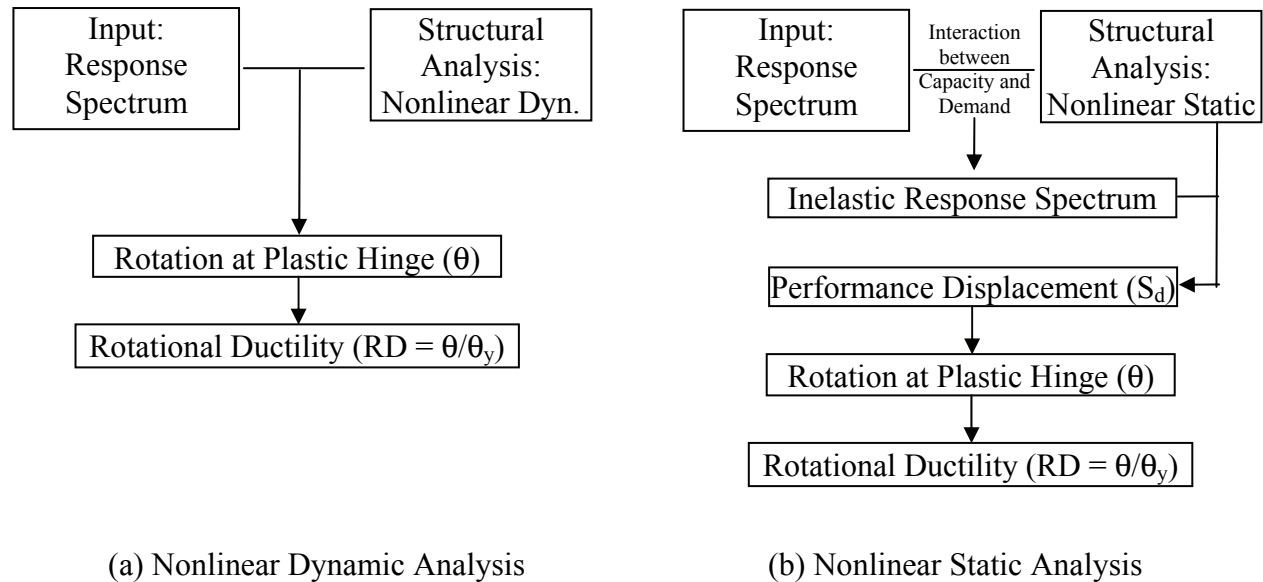 Input:
Response
Spectrum
Structural
Analysis:
Nonlinear Dyn.
Rotation at Plastic Hinge (θ)
Rotational Ductility (RD = θ/θy)
(a) Nonlinear Dynamic Analysis
Input:
Response
Spectrum
Interaction
between
Capacity and
Demand
Structural
Analysis:
Nonlinear Static
Inelastic Response Spectrum
Performance Displacement (Sd)
Rotation at Plastic Hinge (θ)
Rotational Ductility (RD = θ/θy)
(b) Nonlinear Static Analysis